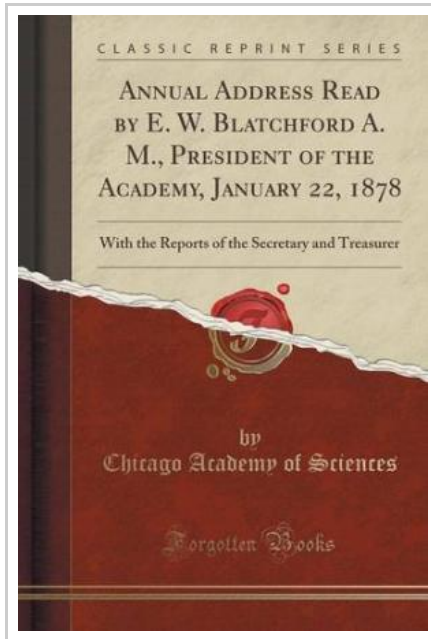 CLASSIC REPRINT SERIES
ANNUAL ADDRESS READ
BY E. W. BLATCHFORD A.
M., PRESIDENT OF THE
ACADEMY, JANUARY 22, 1878
With the Reports of the Secretary and Treasurer
by
Chicago Academy of Sciences
Forgotten Books